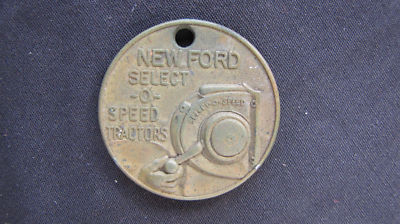 NEW FORD
SELECT
-O-
SPEED
TRACTORS
SELECT-O-SPEED